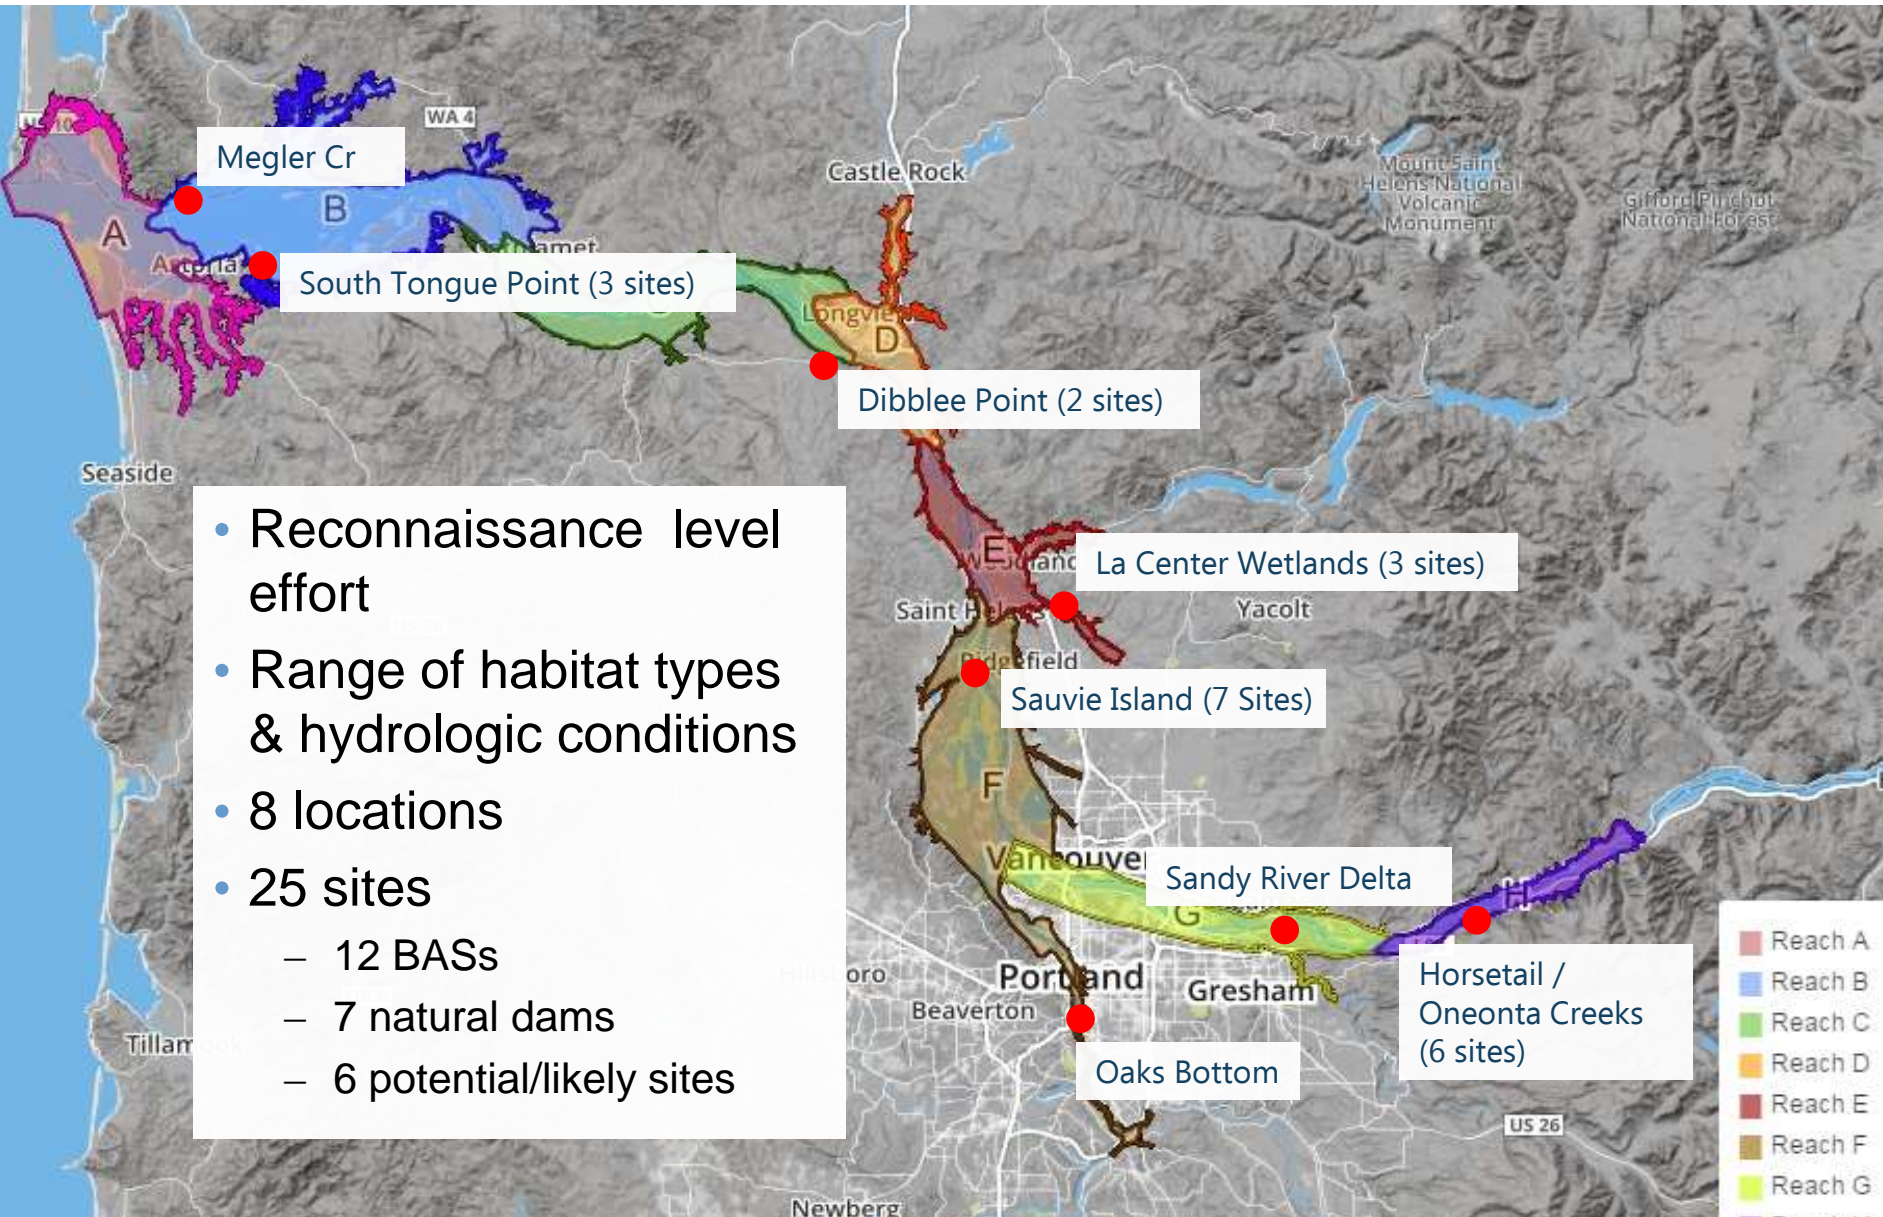 WA 4
Megler Cr
Castle Rock
Mount Saint
Helens National
Volcanic
Monument
Gifford Pinchot
National Forest
B
A
South Tongue Point (3 sites)
D
Dibblee Point (2 sites)
Seaside
• Reconnaissance level
effort
• Range of habitat types
& hydrologic conditions
• 8 locations
• 25 sites
– 12 BASs
– 7 natural dams
– 6 potential/likely sites
E
La Center Wetlands (3 sites)
Yacolt
Sauvie Island (7 Sites)
F
Sandy River Delta
G
H
Portland
Gresham
Beaverton
Horsetail /
Oneonta Creeks
(6 sites)
Oaks Bottom
US 26
Newberg
Reach A
Reach B
Reach C
Reach D
Reach E
Reach F
Reach G